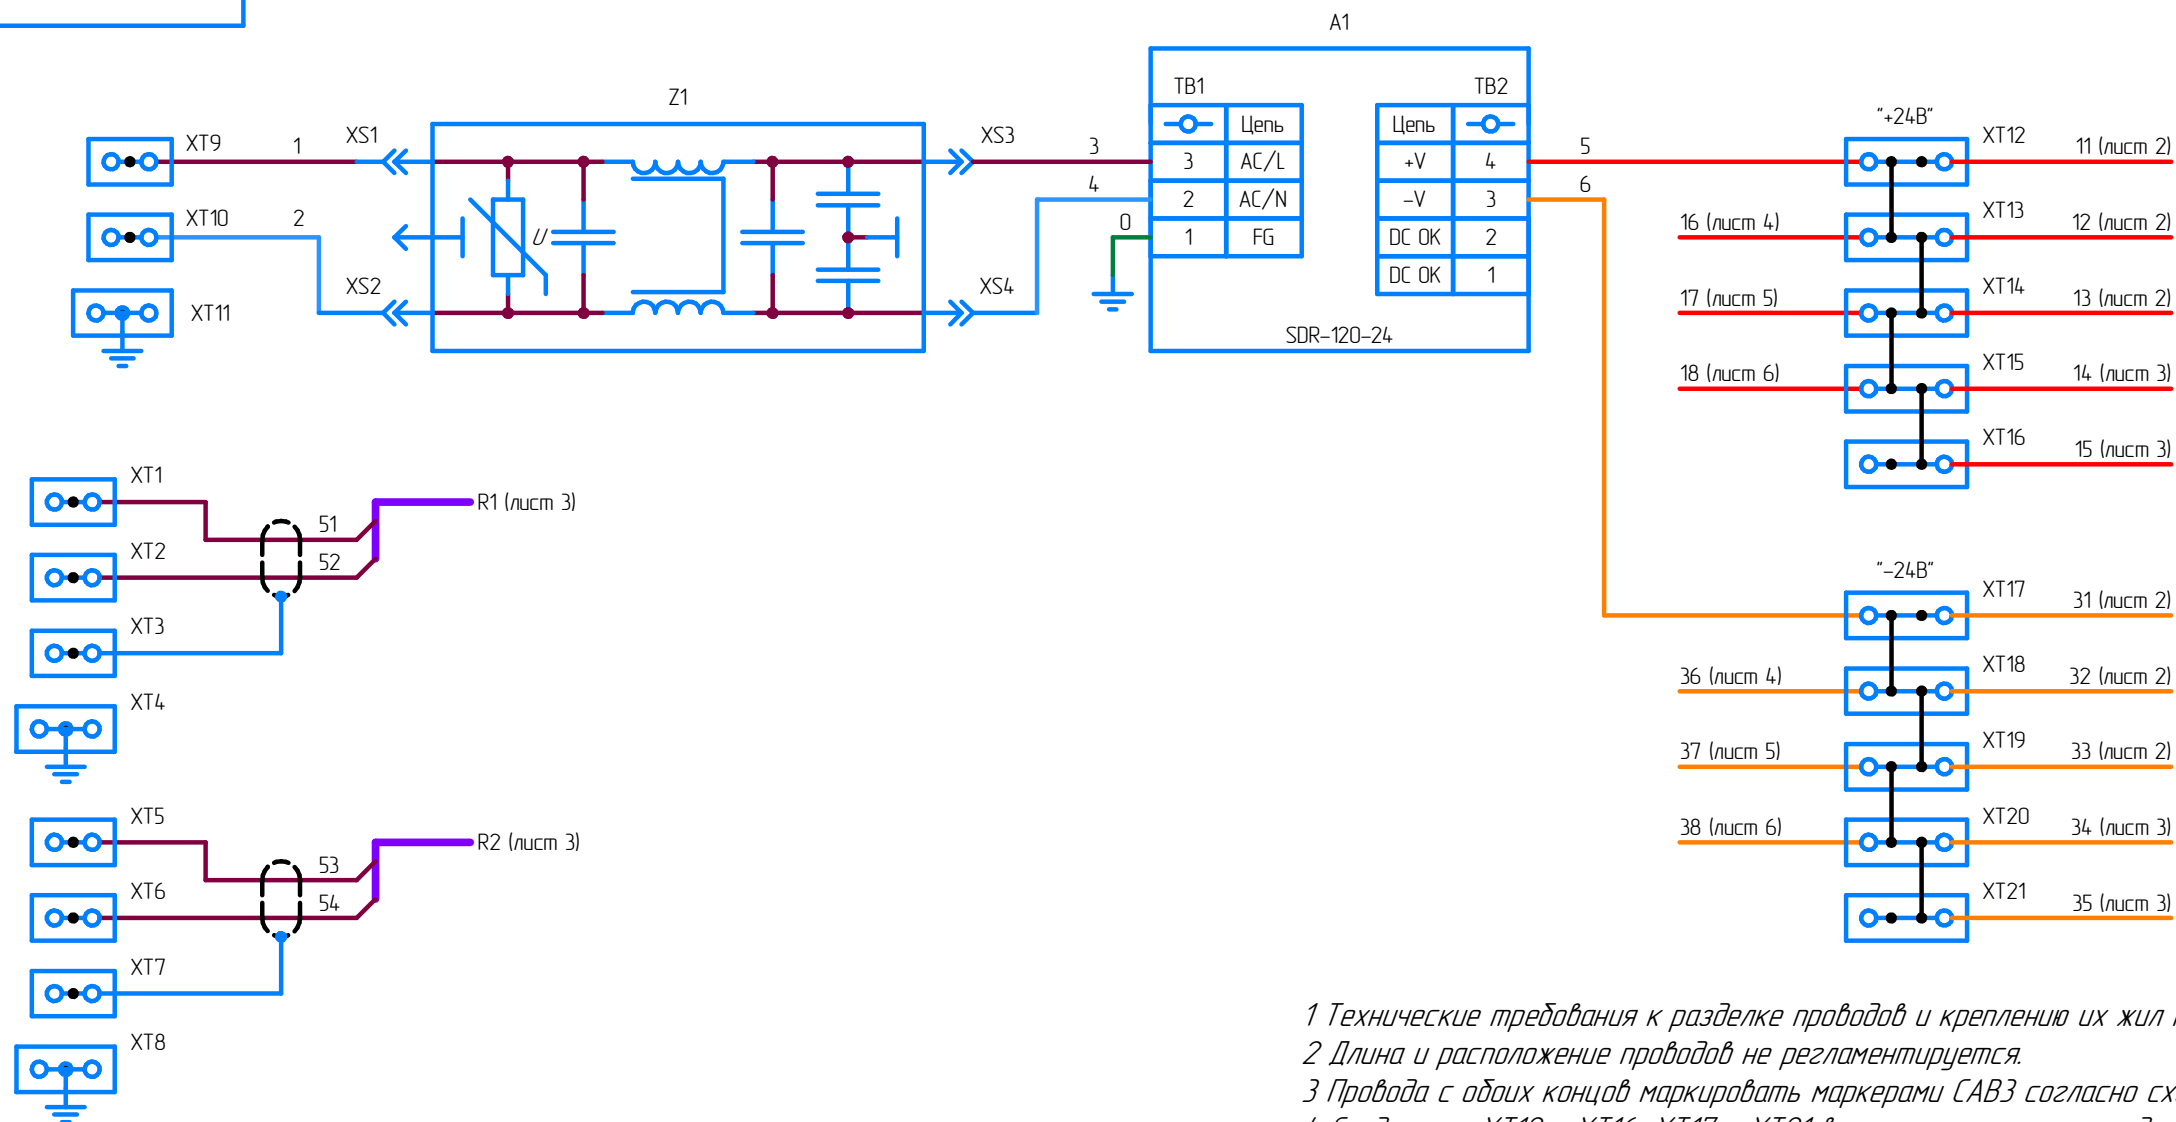 A1
Z1
TB1
TB2
Цепь
3 AC/L
2 AC/N
1 FG
Цепь
+V 4
-V 3
DC OK 2
DC OK 1
SDR-120-24
XT9
1
XS1
XS3
3
XT10
2
4
0
XT11
XS2
XS4
U
5
6
"+24В"
XT12
11 (лист 2)
16 (лист 4)
XT13
12 (лист 2)
17 (лист 5)
XT14
13 (лист 2)
18 (лист 6)
XT15
14 (лист 3)
XT16
15 (лист 3)
XT1
51
R1 (лист 3)
XT2
52
XT3
XT4
XT5
53
R2 (лист 3)
XT6
54
XT7
XT8
"-24В"
XT17
31 (лист 2)
36 (лист 4)
XT18
32 (лист 2)
37 (лист 5)
XT19
33 (лист 2)
38 (лист 6)
XT20
34 (лист 3)
XT21
35 (лист 3)
1 Технические требования к разделке проводов и креплению их жил
2 Длина и расположение проводов не регламентируется.
3 Провода с обоих концов маркировать маркерами САВ3 согласно